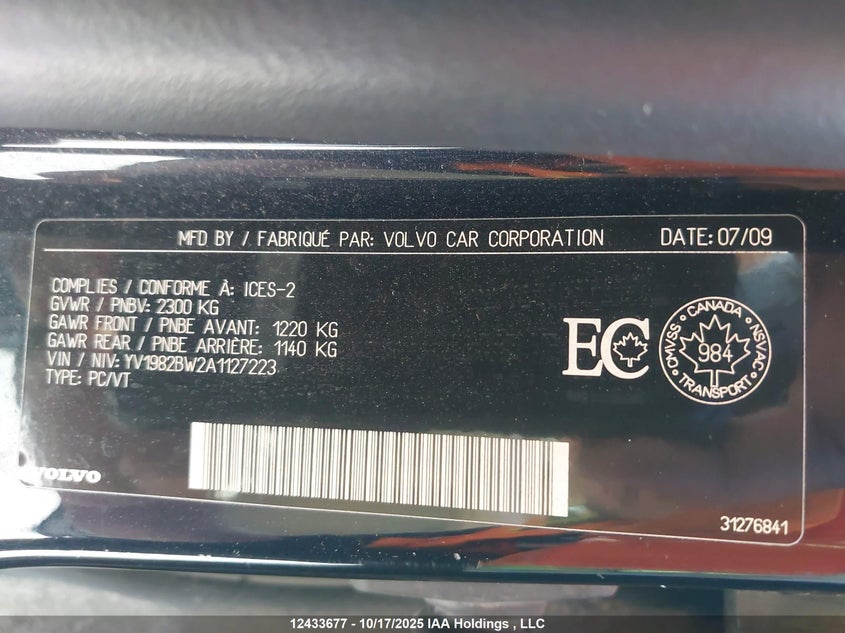 MFD BY / FABRIQUÉ PAR: VOLVO CAR CORPORATION DATE: 07/09
COMPLIES / CONFORME À: ICES-2
GVWR / PNBV: 2300 KG
GAWR FRONT / PNBE AVANT: 1220 KG
GAWR REAR / PNBE ARRIÈRE: 1140 KG
VIN / NIV: YV1982BW2A1127223
TYPE: PC/VT
EC
CANADA
CMVSS 984 NSVAC
TRANSPORT
VOLVO
31276841
12433677 - 10/17/2025 IAA Holdings , LLC